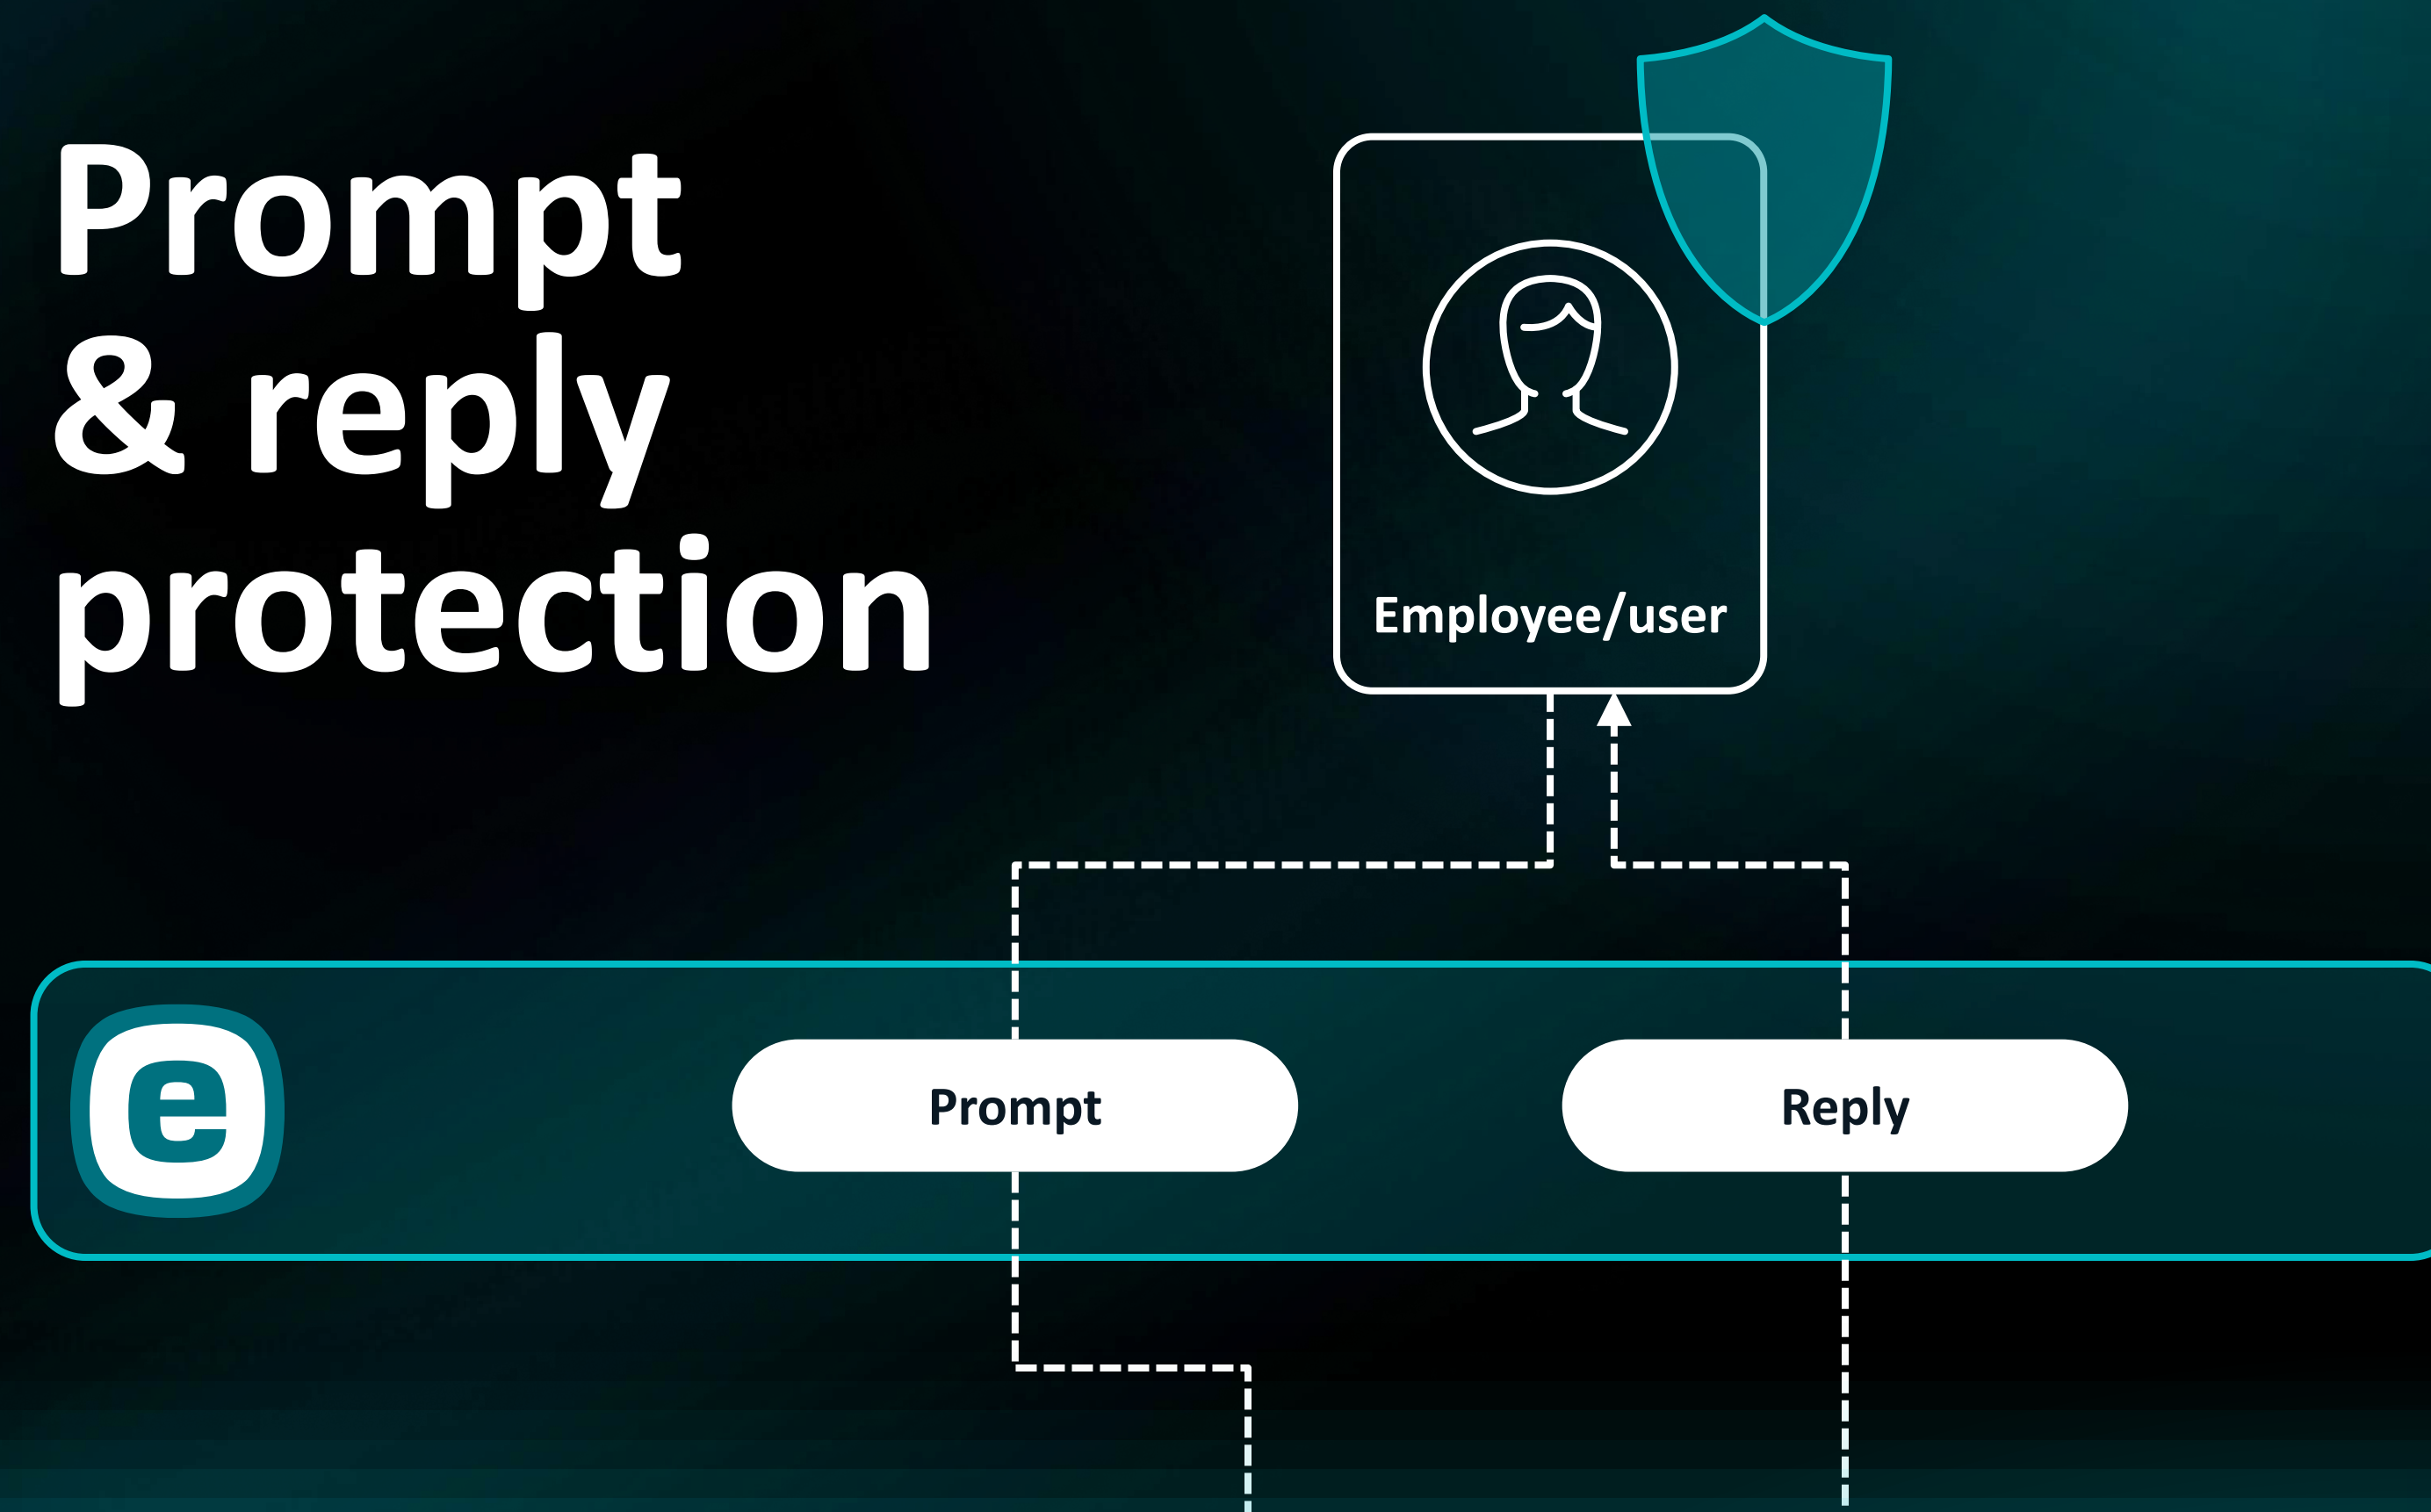 Prompt
& reply
protection
Employee/user
e
Prompt
Reply